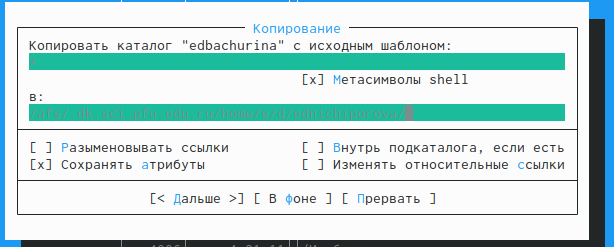 Копирование
Копировать каталог "edbachurina" с исходным шаблоном:
[x] Метасимволы shell
в:
[ ] Разыменовывать ссылки [ ] Внутрь подкаталога, если есть
[x] Сохранять атрибуты [ ] Изменять относительные ссылки
[< Дальше >] [ В фоне ] [ Прервать ]